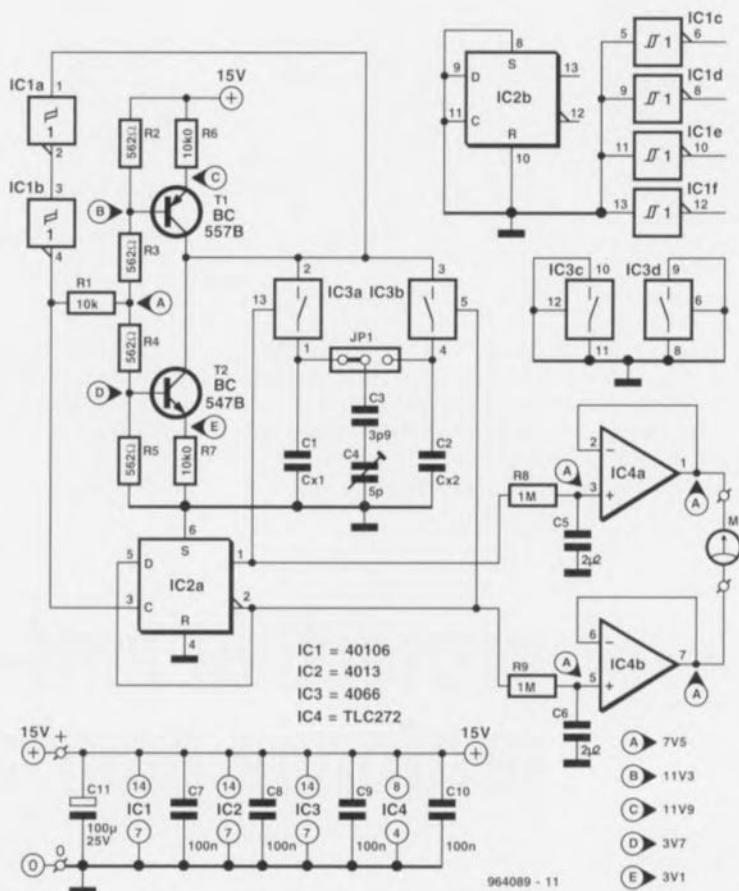 IC1a
1
1
2
IC1b
3
1
4
15V
+
R2
562Ω
R6
10k0
C
B
T1
BC
557B
R3
562Ω
R1
10k
A
R4
562Ω
D
T2
BC
547B
E
R5
562Ω
R7
10k0
2
IC3a
13
1
3
IC3b
5
4
JP1
C3
3p9
C1
Cx1
C4
5p
C2
Cx2
6
S
5
D
1
IC2a
3
C
2
R
4
8
S
9
D
13
IC2b
11
C
12
R
10
IC1c
5
1
6
IC1d
9
1
8
IC1e
11
1
10
IC1f
13
1
12
IC3c
10
12
11
IC3d
9
6
8
R8
1M
A
C5
2µ2
2
–
3
+
IC4a
1
A
M
R9
1M
A
C6
2µ2
6
–
5
+
IC4b
7
A
IC1 = 40106
IC2 = 4013
IC3 = 4066
IC4 = TLC272
15V
+
+
15V
+
C11
100µ
25V
14
IC1
7
C7
100n
14
IC2
7
C8
100n
14
IC3
7
C9
100n
8
IC4
4
C10
100n
0
0
A 7V5
B 11V3
C 11V9
D 3V7
E 3V1
964089 - 11